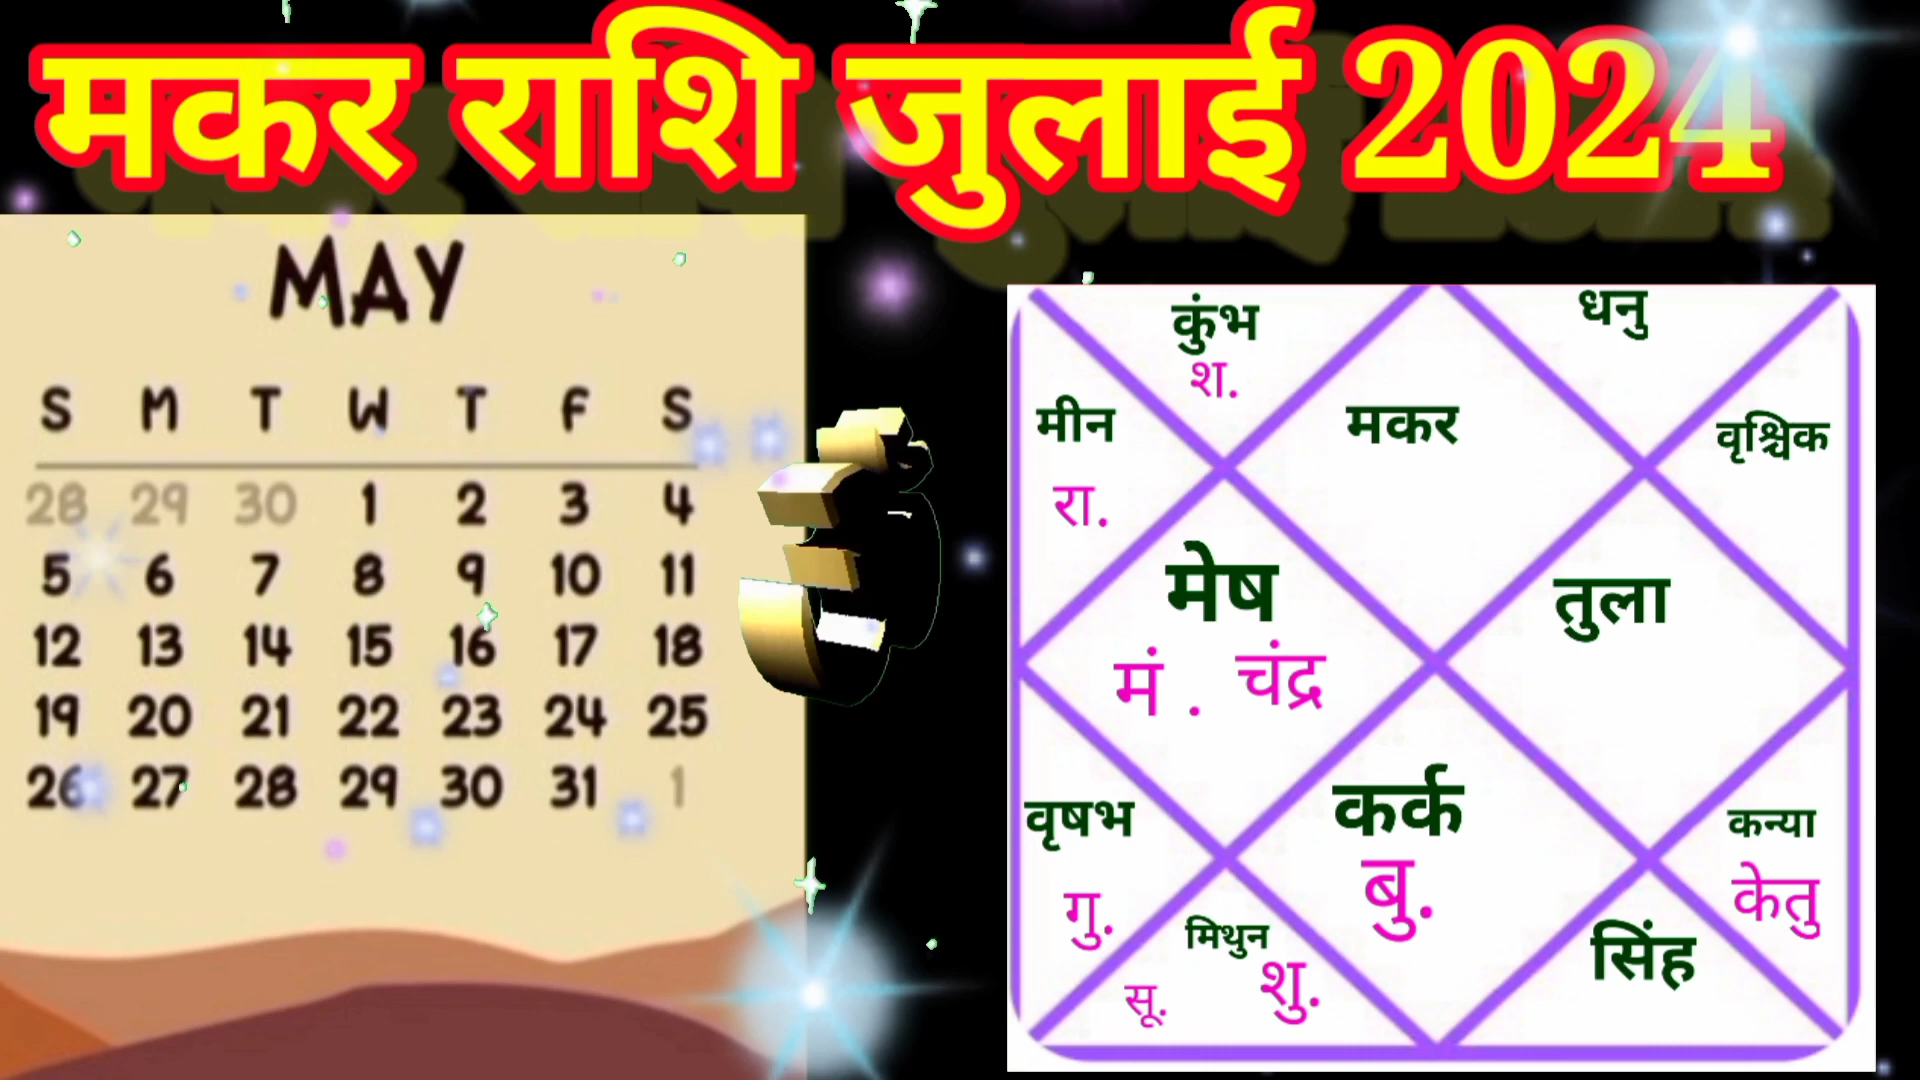 मकर राशि जुलाई 2024
MAY
S M T W T F S
28 29 30 1 2 3 4
5 6 7 8 9 10 11
12 13 14 15 16 17 18
19 20 21 22 23 24 25
26 27 28 29 30 31 1
कुंभ
श.
धनु
मीन
रा.
मकर
वृश्चिक
मेष
मं . चंद्र
तुला
वृषभ
गु.
कर्क
बु.
कन्या
केतु
मिथुन
सू. शु.
सिंह